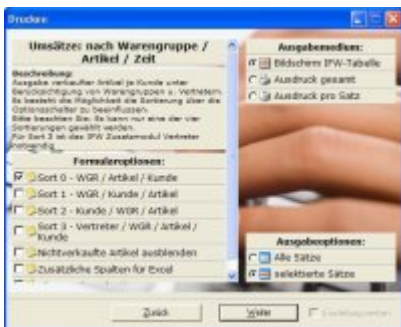 Drucken
Umsätze: nach Warengruppe /
Artikel / Zeit
Beschreibung:
Ausgabe verkaufter Artikel je Kunde unter
Berücksichtigung von Warengruppen u. Vertretern.
Es besteht die Möglichkeit die Sortierung über die
Optionsschalter zu beeinflussen.
Bitte beachten Sie: Es kann nur eine der vier
Sortierungen gewählt werden.
Für Sort 3 ist das IFW Zusatzmodul Vertreter
notwendig.
Formularoptionen:
Sort 0 - WGR / Artikel / Kunde
Sort 1 - WGR / Kunde / Artikel
Sort 2 - Kunde / WGR / Artikel
Sort 3 - Vertreter / WGR / Artikel /
Kunde
Nichtverkaufte Artikel ausblenden
Zusätzliche Spalten für Excel
Ausgabemedium:
Bildschirm IFW-Tabelle
Ausdruck gesamt
Ausdruck pro Satz
Ausgabeoptionen:
Alle Sätze
selektierte Sätze
Zurück
Weiter